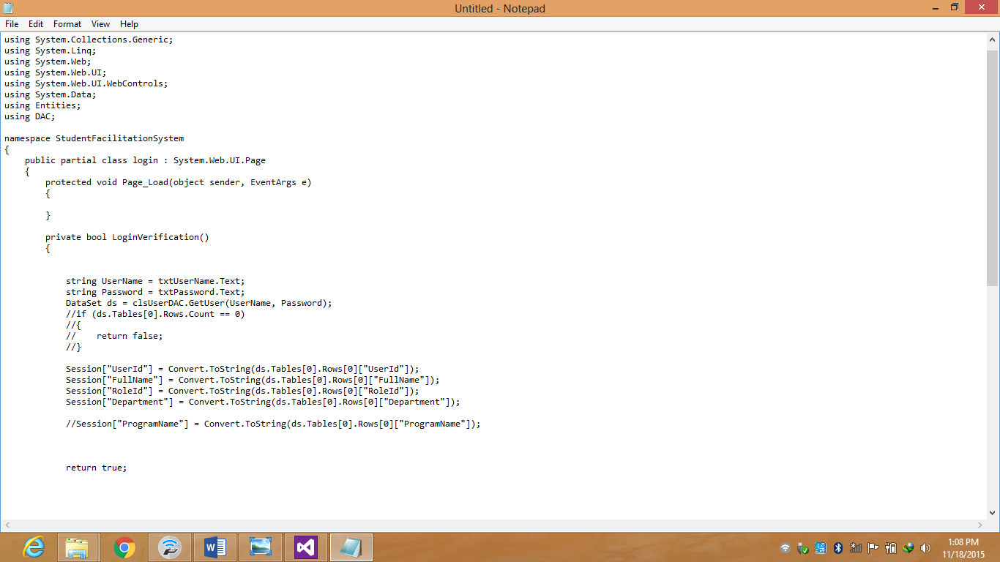 Untitled - Notepad
File Edit Format View Help
using System.Collections.Generic;
using System.Linq;
using System.Web;
using System.Web.UI;
using System.Web.UI.WebControls;
using System.Data;
using Entities;
using DAC;

namespace StudentFacilitationSystem
{
    public partial class login : System.Web.UI.Page
    {
        protected void Page_Load(object sender, EventArgs e)
        {

        }

        private bool LoginVerification()
        {


            string UserName = txtUserName.Text;
            string Password = txtPassword.Text;
            DataSet ds = clsUserDAC.GetUser(UserName, Password);
            //if (ds.Tables[0].Rows.Count == 0)
            //{
            //    return false;
            //}

            Session["UserId"] = Convert.ToString(ds.Tables[0].Rows[0]["UserId"]);
            Session["FullName"] = Convert.ToString(ds.Tables[0].Rows[0]["FullName"]);
            Session["RoleId"] = Convert.ToString(ds.Tables[0].Rows[0]["RoleId"]);
            Session["Department"] = Convert.ToString(ds.Tables[0].Rows[0]["Department"]);

            //Session["ProgramName"] = Convert.ToString(ds.Tables[0].Rows[0]["ProgramName"]);



            return true;
1:08 PM
11/18/2015